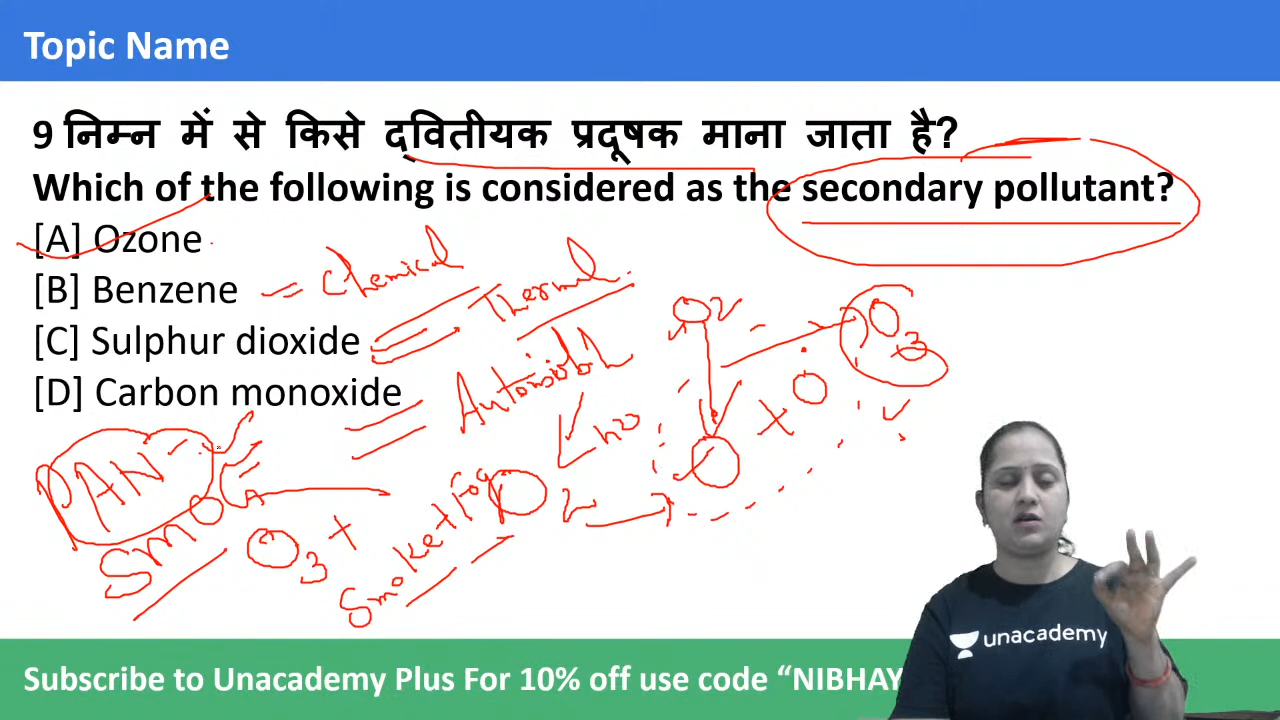 Topic Name
9 निम्न में से किसे द्वितीयक प्रदूषक माना जाता है?
Which of the following is considered as the secondary pollutant?
[A] Ozone
[B] Benzene = Chemical
[C] Sulphur dioxide = Thermal
[D] Carbon monoxide = Automobile
O2
O3
O + O
hυ
O2
PAN
SMOG
O3 +
Smoke + Fog
unacademy
Subscribe to Unacademy Plus For 10% off use code “NIBHAY